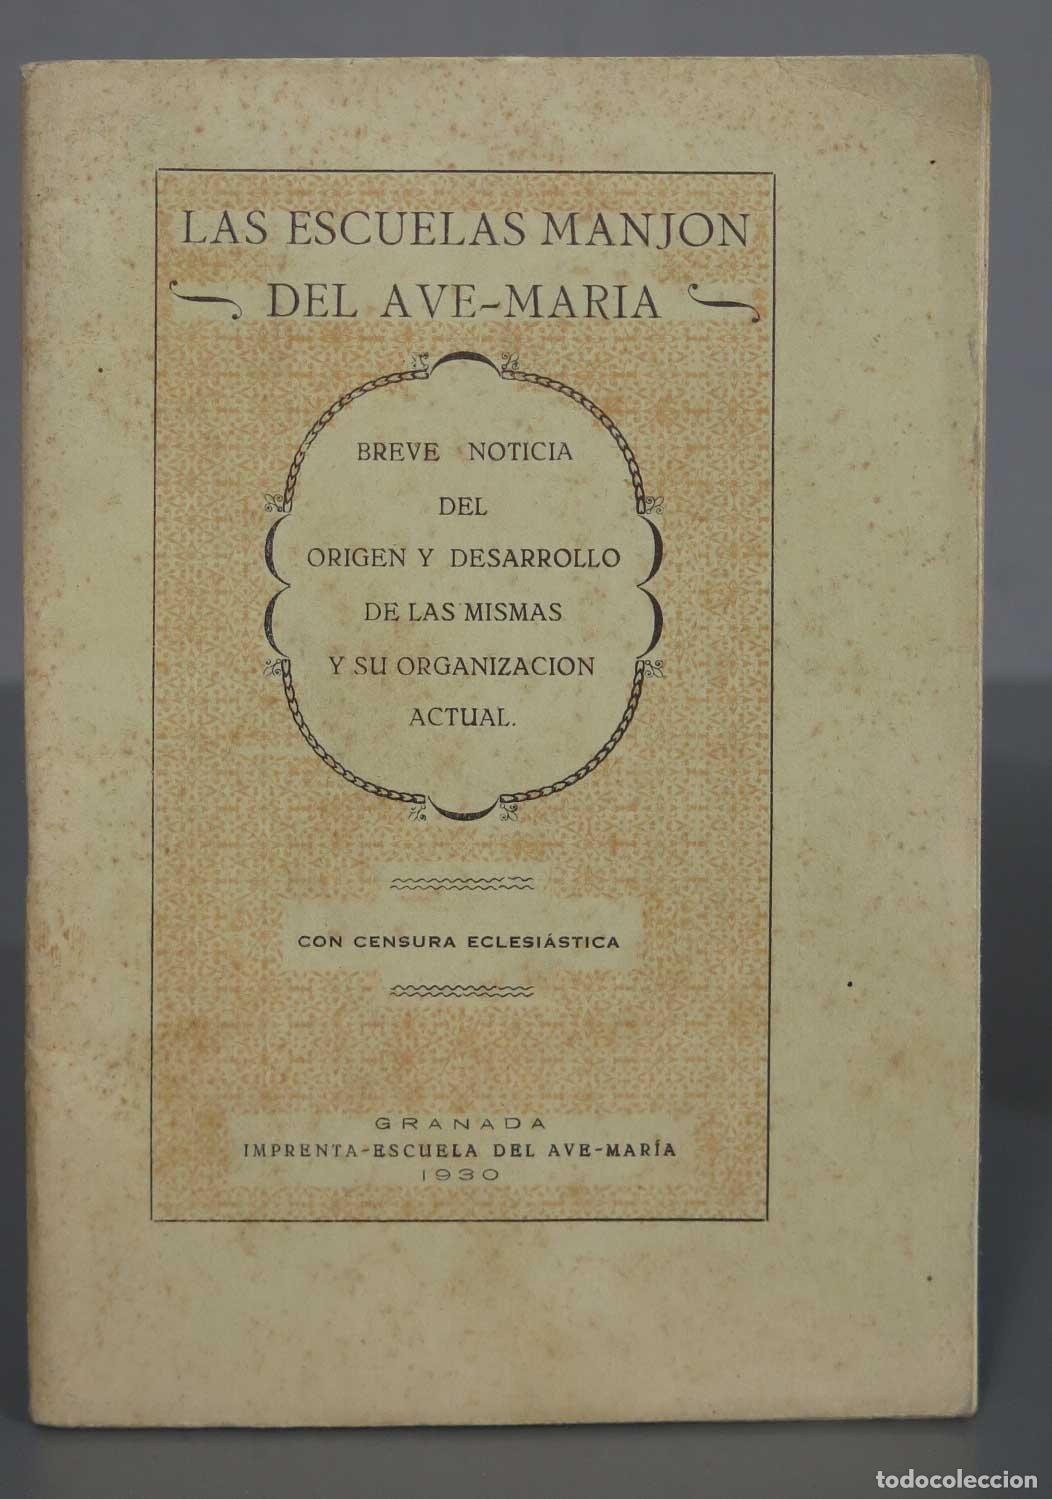 LAS ESCUELAS MANJON
DEL AVE-MARIA
BREVE NOTICIA
DEL
ORIGEN Y DESARROLLO
DE LAS MISMAS
Y SU ORGANIZACION
ACTUAL.
CON CENSURA ECLESIÁSTICA
GRANADA
IMPRENTA-ESCUELA DEL AVE-MARÍA
1930
todocoleccion